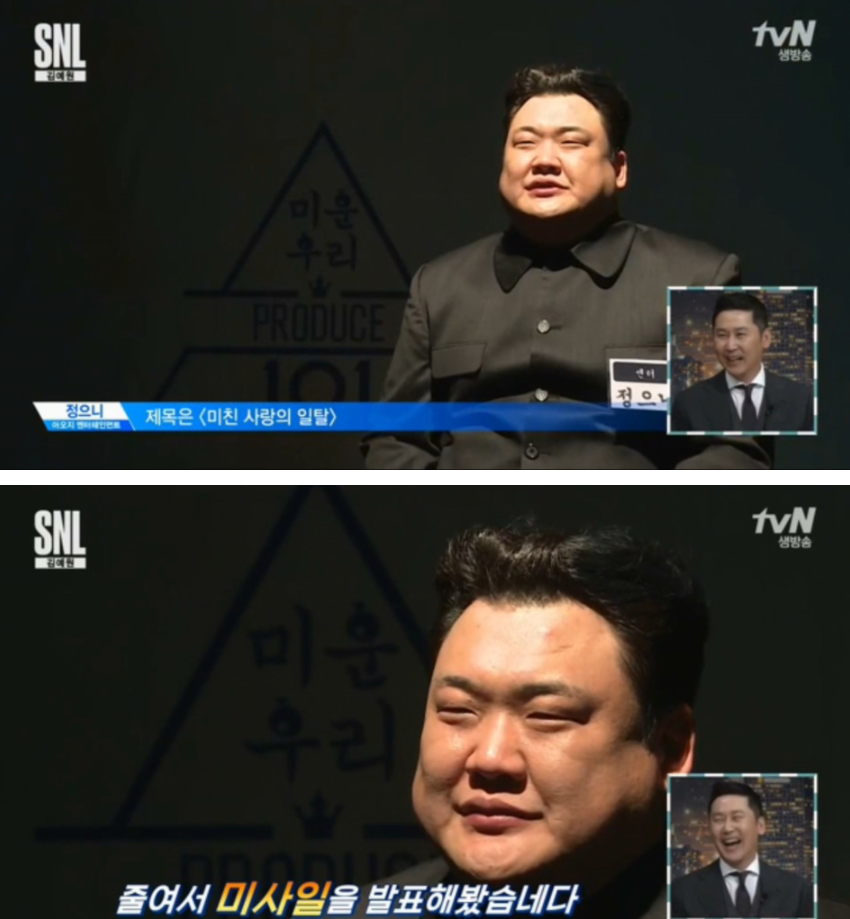 SNL
김예원
tvN
생방송
미운
우리
PRODUCE
101
센터
정으니
정으니
아오지 엔터테인먼트
제목은 〈미친 사랑의 일탈〉
SNL
김예원
tvN
생방송
미운
우리
PRODUCE
줄여서 미사일을 발표해봤습네다